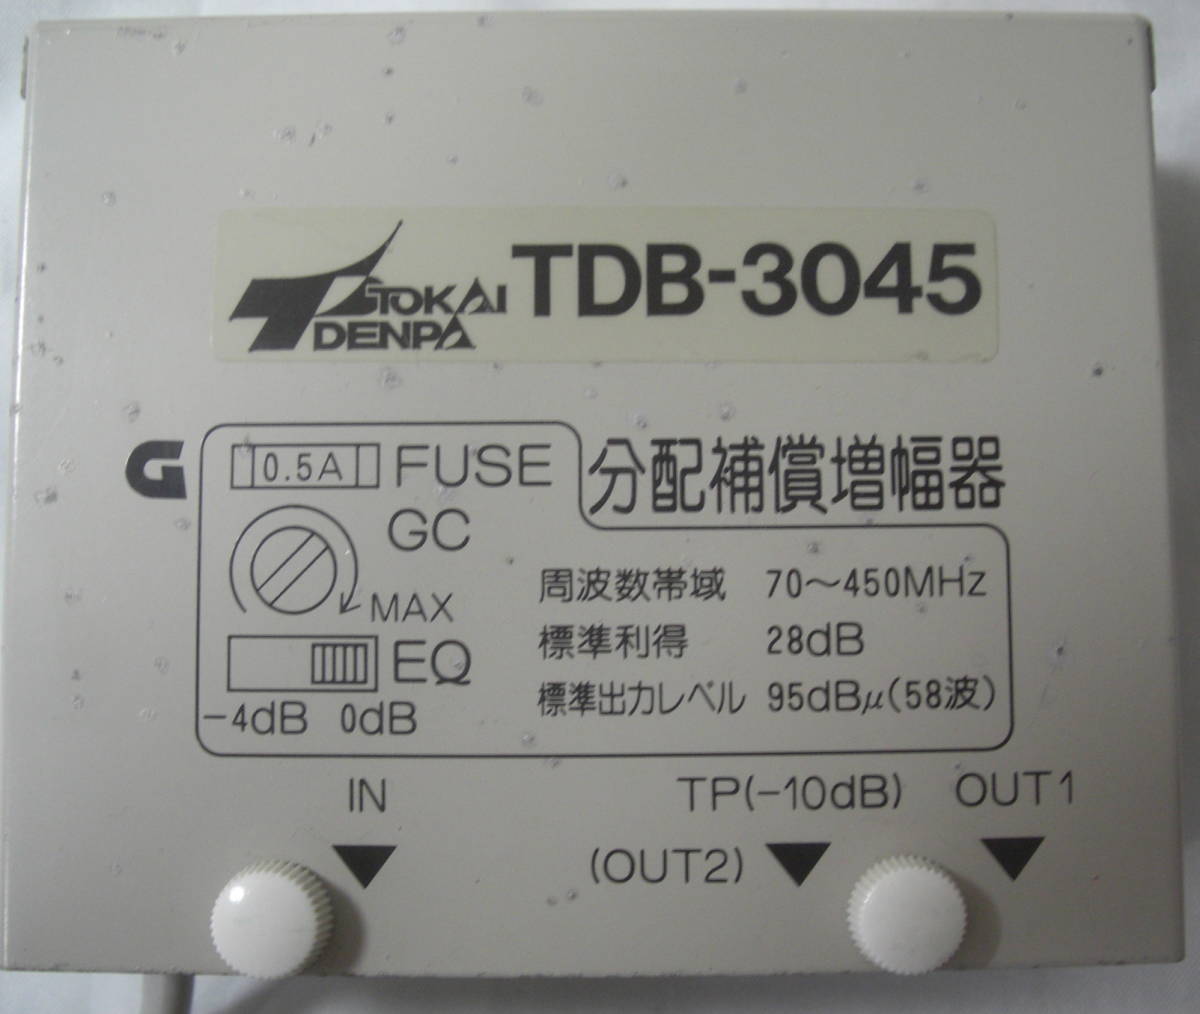 TOKAI DENPA TDB-3045
G
0.5A FUSE
分配補償増幅器
GC
MAX
EQ
-4dB 0dB
周波数帯域 70～450MHz
標準利得 28dB
標準出力レベル 95dBμ(58波)
IN
TP(-10dB) OUT1
(OUT2)